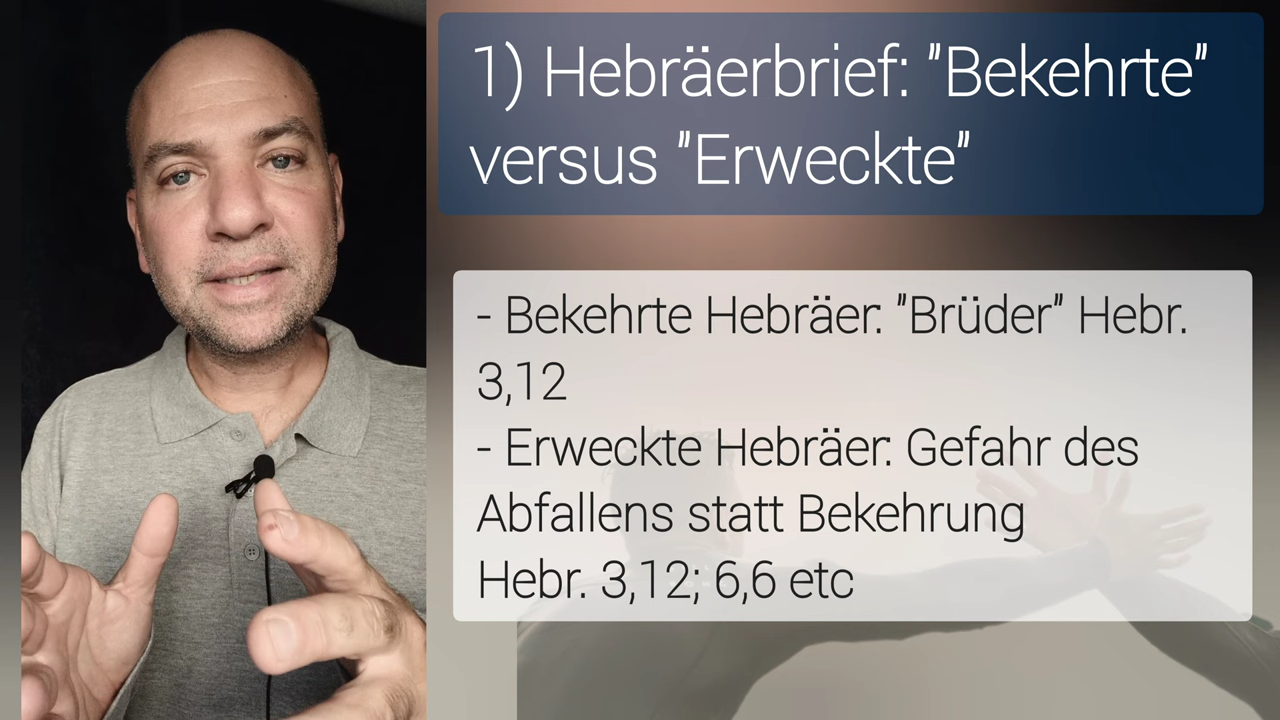 1) Hebräerbrief: "Bekehrte"
versus "Erweckte"
- Bekehrte Hebräer: "Brüder" Hebr.
3,12
- Erweckte Hebräer: Gefahr des
Abfallens statt Bekehrung
Hebr. 3,12; 6,6 etc